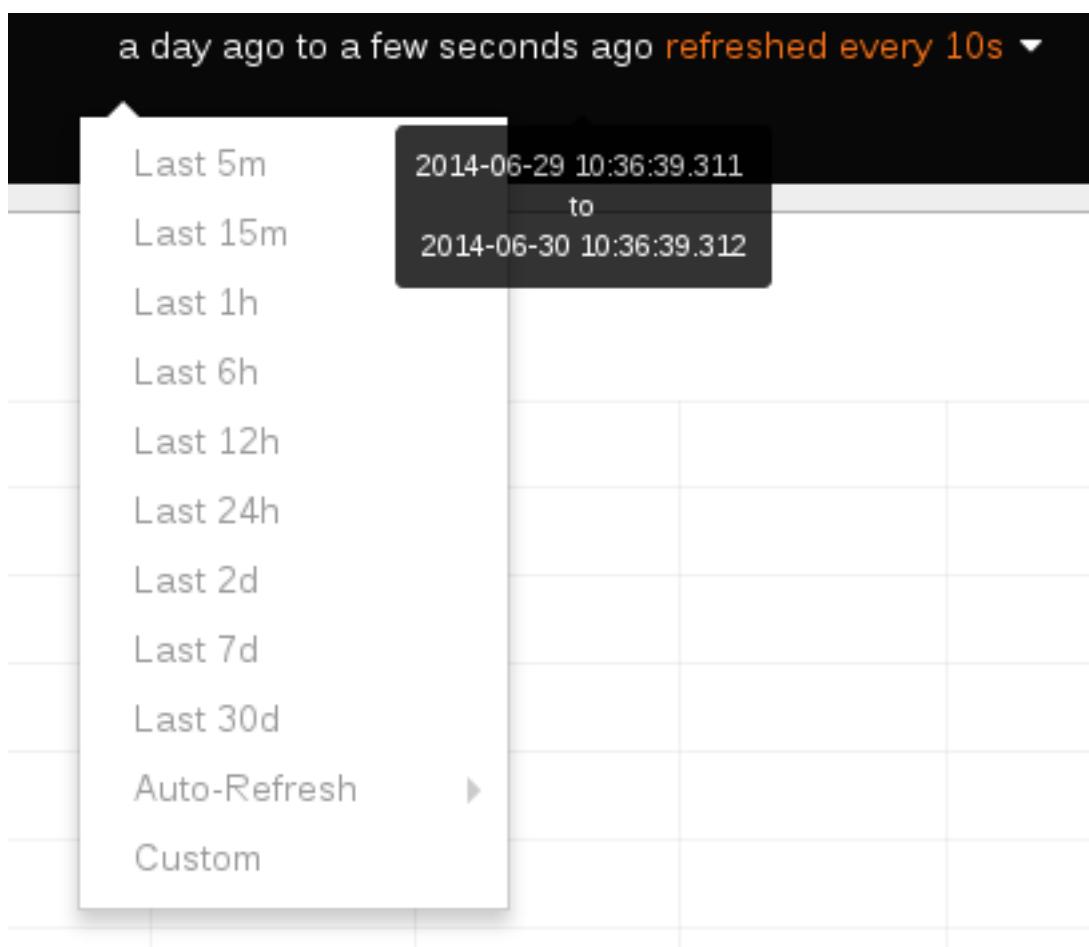 a day ago to a few seconds ago refreshed every 10s
Last 5m
Last 15m
Last 1h
Last 6h
Last 12h
Last 24h
Last 2d
Last 7d
Last 30d
Auto-Refresh
Custom
2014-06-29 10:36:39.311
to
2014-06-30 10:36:39.312